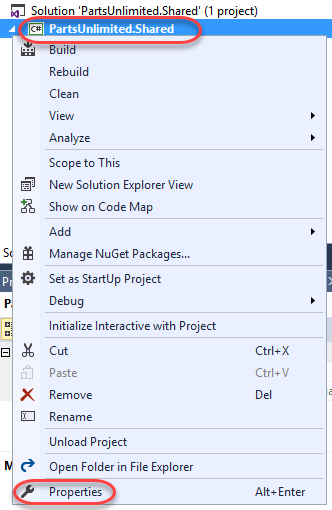 Solution 'PartsUnlimited.Shared' (1 project)
C# PartsUnlimited.Shared
Build
Rebuild
Clean
View
Analyze
Scope to This
New Solution Explorer View
Show on Code Map
Add
Manage NuGet Packages...
Set as StartUp Project
Debug
Initialize Interactive with Project
Cut Ctrl+X
Paste Ctrl+V
Remove Del
Rename
Unload Project
Open Folder in File Explorer
Properties Alt+Enter